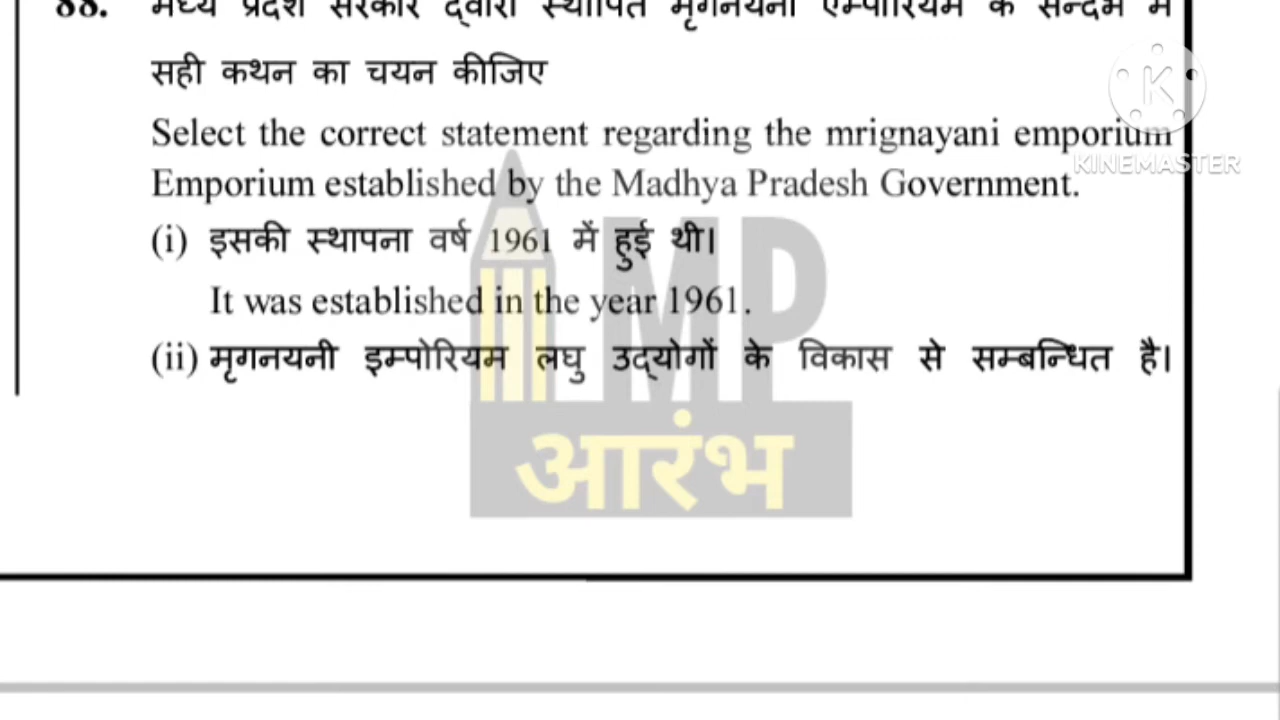 88. मध्य प्रदेश सरकार द्वारा स्थापित मृगनयनी एम्पोरियम के सन्दर्भ में
सही कथन का चयन कीजिए
Select the correct statement regarding the mrignayani emporium
Emporium established by the Madhya Pradesh Government.
(i) इसकी स्थापना वर्ष 1961 में हुई थी।
It was established in the year 1961.
(ii) मृगनयनी इम्पोरियम लघु उद्योगों के विकास से सम्बन्धित है।
MP
आरंभ
K
KINEMASTER